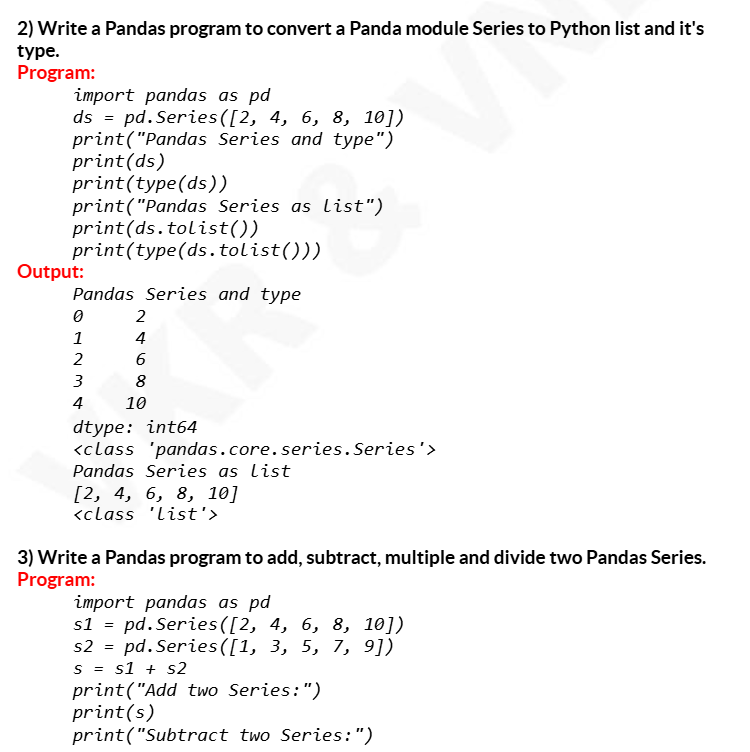 2) Write a Pandas program to convert a Panda module Series to Python list and it's
type.
Program:
import pandas as pd
ds = pd.Series([2, 4, 6, 8, 10])
print("Pandas Series and type")
print(ds)
print(type(ds))
print("Pandas Series as list")
print(ds.tolist())
print(type(ds.tolist()))
Output:
Pandas Series and type
0 2
1 4
2 6
3 8
4 10
dtype: int64
<class 'pandas.core.series.Series'>
Pandas Series as list
[2, 4, 6, 8, 10]
<class 'list'>
3) Write a Pandas program to add, subtract, multiple and divide two Pandas Series.
Program:
import pandas as pd
s1 = pd.Series([2, 4, 6, 8, 10])
s2 = pd.Series([1, 3, 5, 7, 9])
s = s1 + s2
print("Add two Series:")
print(s)
print("Subtract two Series:")
VKR & VN